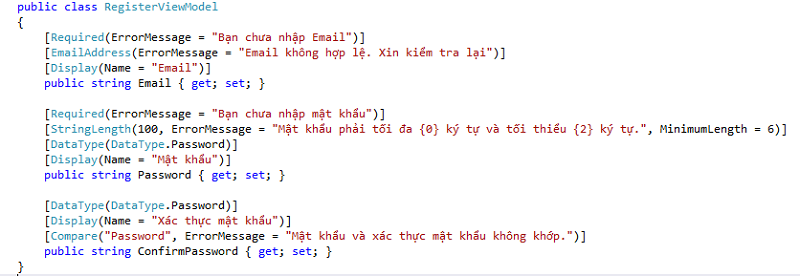 public class RegisterViewModel
{
[Required(ErrorMessage = "Bạn chưa nhập Email")]
[EmailAddress(ErrorMessage = "Email không hợp lệ. Xin kiểm tra lại")]
[Display(Name = "Email")]
public string Email { get; set; }
[Required(ErrorMessage = "Bạn chưa nhập mật khẩu")]
[StringLength(100, ErrorMessage = "Mật khẩu phải tối đa {0} ký tự và tối thiểu {2} ký tự.", MinimumLength = 6)]
[DataType(DataType.Password)]
[Display(Name = "Mật khẩu")]
public string Password { get; set; }
[DataType(DataType.Password)]
[Display(Name = "Xác thực mật khẩu")]
[Compare("Password", ErrorMessage = "Mật khẩu và xác thực mật khẩu không khớp.")]
public string ConfirmPassword { get; set; }
}